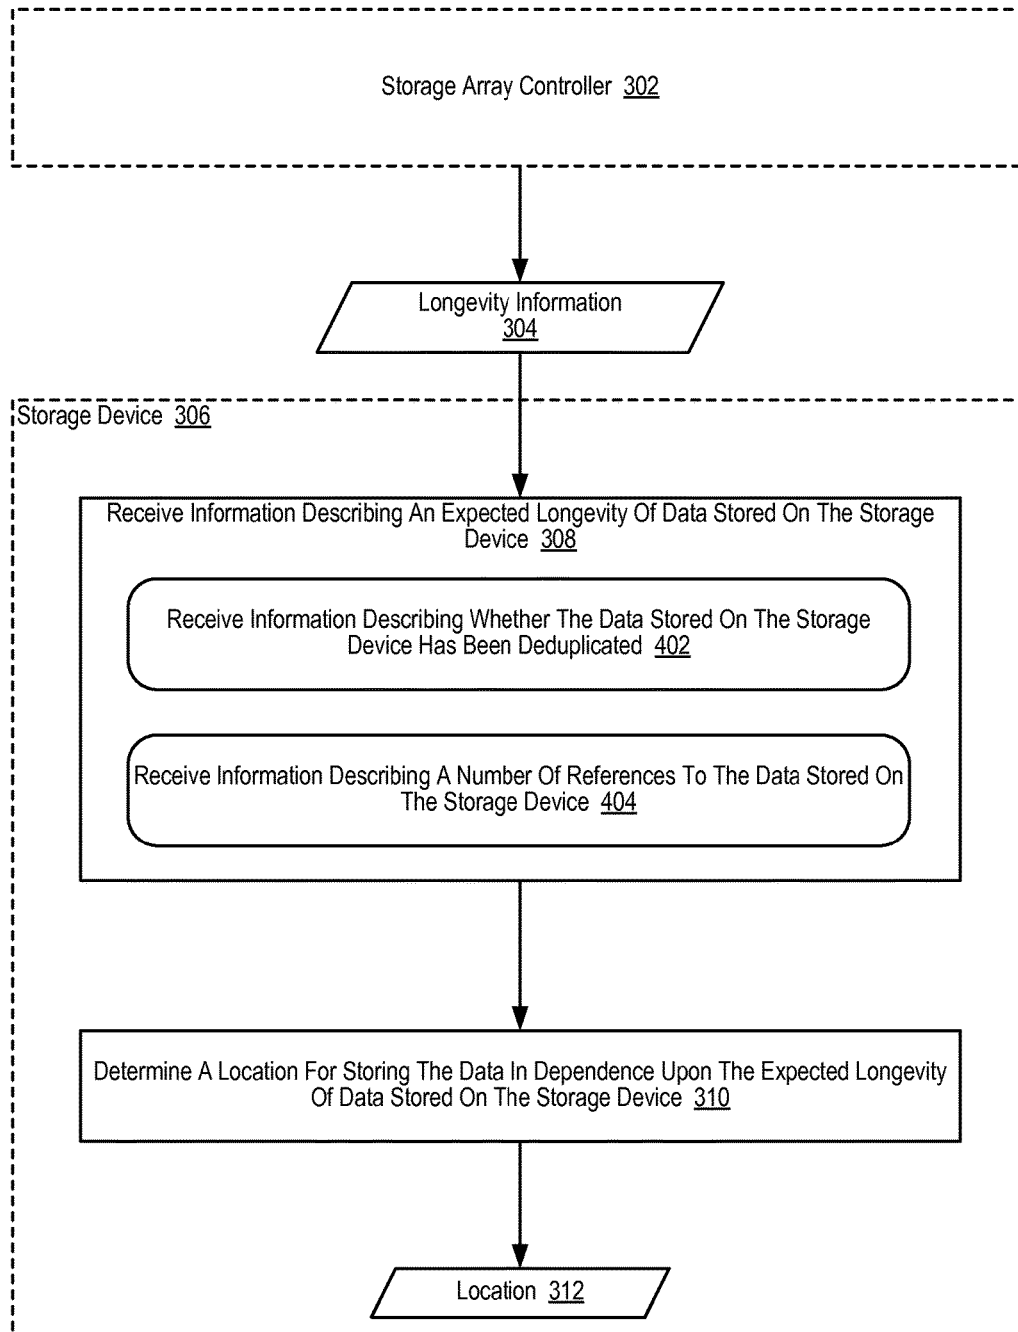 Storage Array Controller 302
Longevity Information
304
Storage Device 306
Receive Information Describing An Expected Longevity Of Data Stored On The Storage
Device 308
Receive Information Describing Whether The Data Stored On The Storage
Device Has Been Deduplicated 402
Receive Information Describing A Number Of References To The Data Stored On
The Storage Device 404
Determine A Location For Storing The Data In Dependence Upon The Expected Longevity
Of Data Stored On The Storage Device 310
Location 312